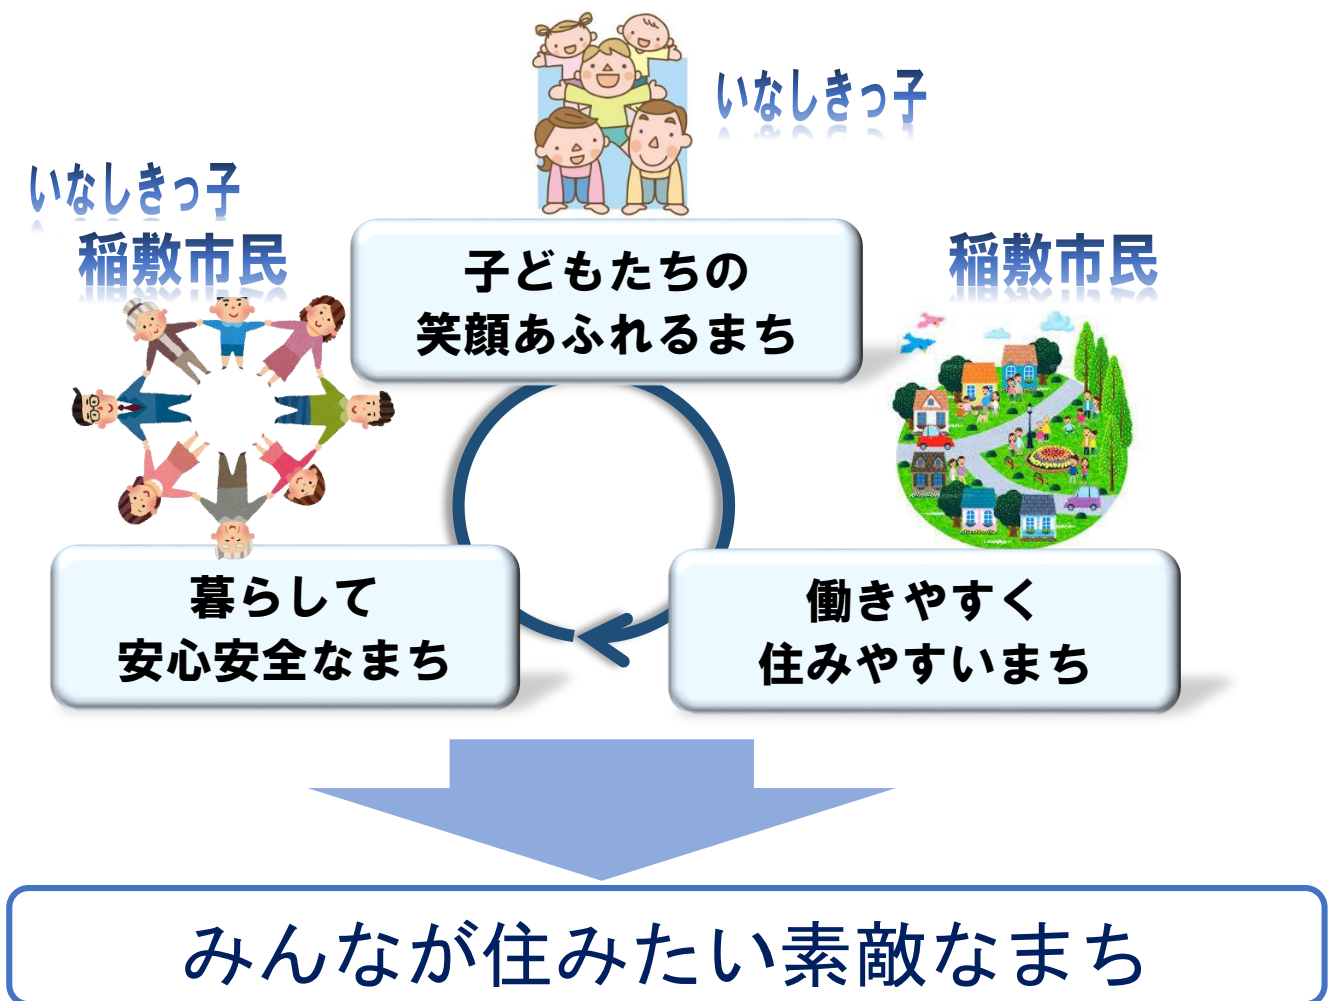 いなしきっ子
子どもたちの
笑顔あふれるまち
いなしきっ子
稲敷市民
暮らして
安心安全なまち
稲敷市民
働きやすく
住みやすいまち
みんなが住みたい素敵なまち